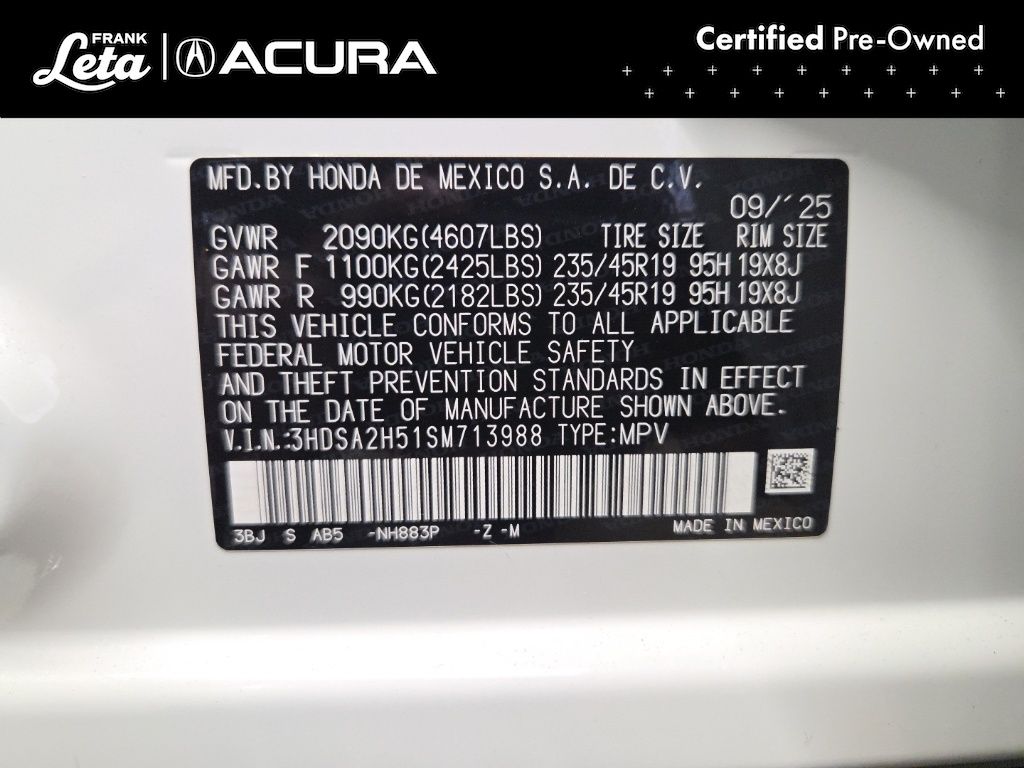 FRANK
Leta
ACURA
Certified Pre-Owned
MFD.BY HONDA DE MEXICO S.A. DE C.V.
09/´25
GVWR 2090KG(4607LBS) TIRE SIZE RIM SIZE
GAWR F 1100KG(2425LBS) 235/45R19 95H 19X8J
GAWR R 990KG(2182LBS) 235/45R19 95H 19X8J
THIS VEHICLE CONFORMS TO ALL APPLICABLE
FEDERAL MOTOR VEHICLE SAFETY
AND THEFT PREVENTION STANDARDS IN EFFECT
ON THE DATE OF MANUFACTURE SHOWN ABOVE.
V.I.N.:3HDSA2H51SM713988 TYPE:MPV
3BJ S AB5 -NH883P -Z -M MADE IN MEXICO